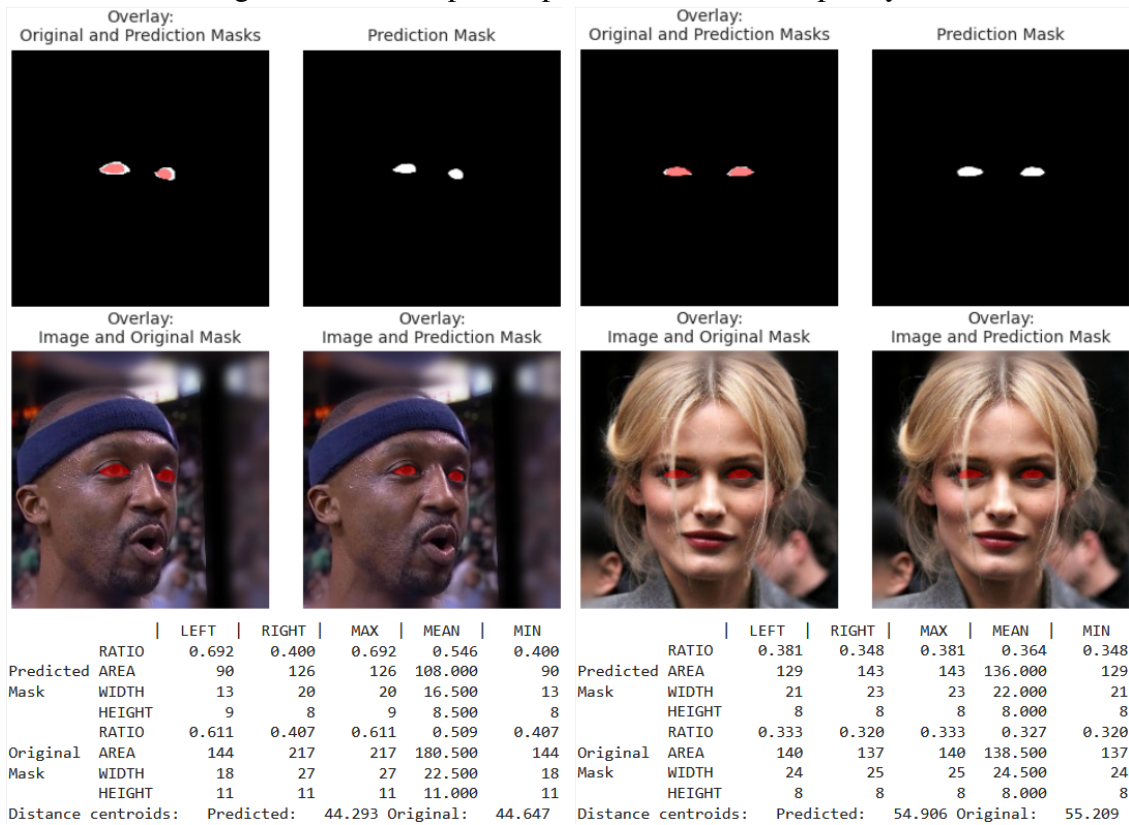 Overlay:
Original and Prediction Masks
Prediction Mask
Overlay:
Image and Original Mask
Overlay:
Image and Prediction Mask
| LEFT | RIGHT | MAX | MEAN | MIN
RATIO 0.692 0.400 0.692 0.546 0.400
Predicted AREA 90 126 126 108.000 90
Mask WIDTH 13 20 20 16.500 13
HEIGHT 9 8 9 8.500 8
RATIO 0.611 0.407 0.611 0.509 0.407
Original AREA 144 217 217 180.500 144
Mask WIDTH 18 27 27 22.500 18
HEIGHT 11 11 11 11.000 11
Distance centroids: Predicted: 44.293 Original: 44.647
Overlay:
Original and Prediction Masks
Prediction Mask
Overlay:
Image and Original Mask
Overlay:
Image and Prediction Mask
| LEFT | RIGHT | MAX | MEAN | MIN
RATIO 0.381 0.348 0.381 0.364 0.348
Predicted AREA 129 143 143 136.000 129
Mask WIDTH 21 23 23 22.000 21
HEIGHT 8 8 8 8.000 8
RATIO 0.333 0.320 0.333 0.327 0.320
Original AREA 140 137 140 138.500 137
Mask WIDTH 24 25 25 24.500 24
HEIGHT 8 8 8 8.000 8
Distance centroids: Predicted: 54.906 Original: 55.209